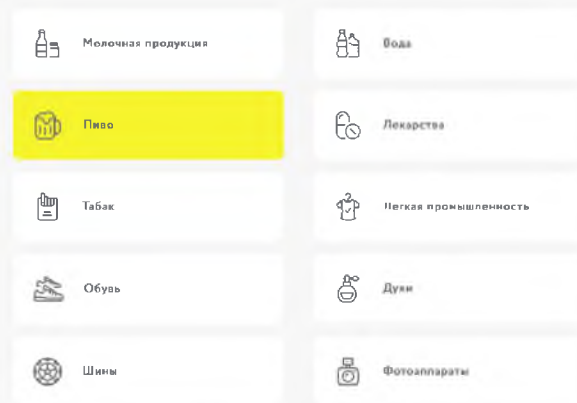 Молочная продукция
Вода
Пиво
Лекарства
Табак
Легкая промышленность
Обувь
Духи
Шины
Фотоаппараты